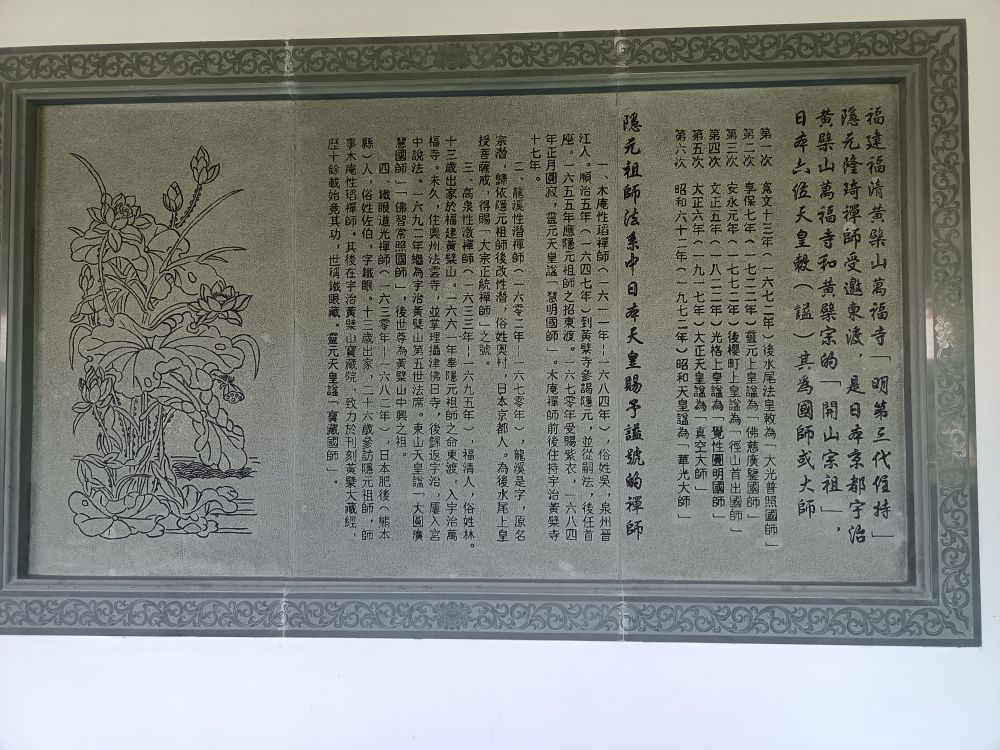 福建福清黃檗山萬福寺，明第三代住持
隱元隆琦禪師受邀東渡，是日本京都宇治
黃檗山萬福寺和黃檗宗的「開山宗祖」，
日本六位天皇敕（諡）其為國師或大師
第一次　寬文十三年（一六七二年）後水尾法皇敕為「大光普照國師」
第二次　享保七年（一七二二年）靈元上皇諡為「佛慈廣鑒國師」
第三次　安永元年（一七七二年）後櫻町上皇諡為「徑山首出國師」
第四次　文正五年（一八二二年）光格上皇諡為「覺性圓明國師」
第五次　大正六年（一九一七年）大正天皇諡為「真空大師」
第六次　昭和六十二年（一九七二年）昭和天皇諡為「華光大師」
隱元祖師法系中日本天皇賜予諡號的禪師
一、木庵性瑫禪師（一六一一年－一六八四年），俗姓吳，泉州晉
江人。順治五年（一六四七年）到黃檗寺參謁隱元，並從嗣法，後任首
座。一六五五年應隱元祖師之招東渡。一六七零年受賜紫衣，一六八四
年正月圓寂，靈元天皇諡「慧明國師」。木庵禪師前後住持宇治黃檗寺
十七年。
二、龍溪性潛禪師（一六零二年－一六七零年），龍溪是字，原名
宗潛，歸依隱元祖師後改性潛，俗姓奧村，日本京都人。為後水尾上皇
授菩薩戒，得賜「大宗正統禪師」之號。
三、高泉性潡禪師（一六三三年－一六九五年），福清人，俗姓林。
十三歲出家於福建黃檗山。一六六一年奉隱元祖師之命東渡，入宇治萬
福寺。未久，住奧州法雲寺，並掌理攝津佛日寺，後歸返宇治，屢入宮
中說法。一六九二年繼為宇治黃檗山第五世法席。東山天皇諡「大圓廣
慧國師」「佛智常照國師」，後世尊為黃檗山中興之祖。
四、鐵眼道光禪師（一六三零年－一六八二年），日本肥後（熊本
縣）人，俗姓佐伯，字鐵眼。十三歲出家，二十六歲參訪隱元祖師，師
事木庵性瑫禪師。其後在宇治黃檗山寶藏院，致力於刊刻黃檗大藏經，
歷十餘載始竟其功，世稱鐵眼藏。靈元天皇諡「寶藏國師」。